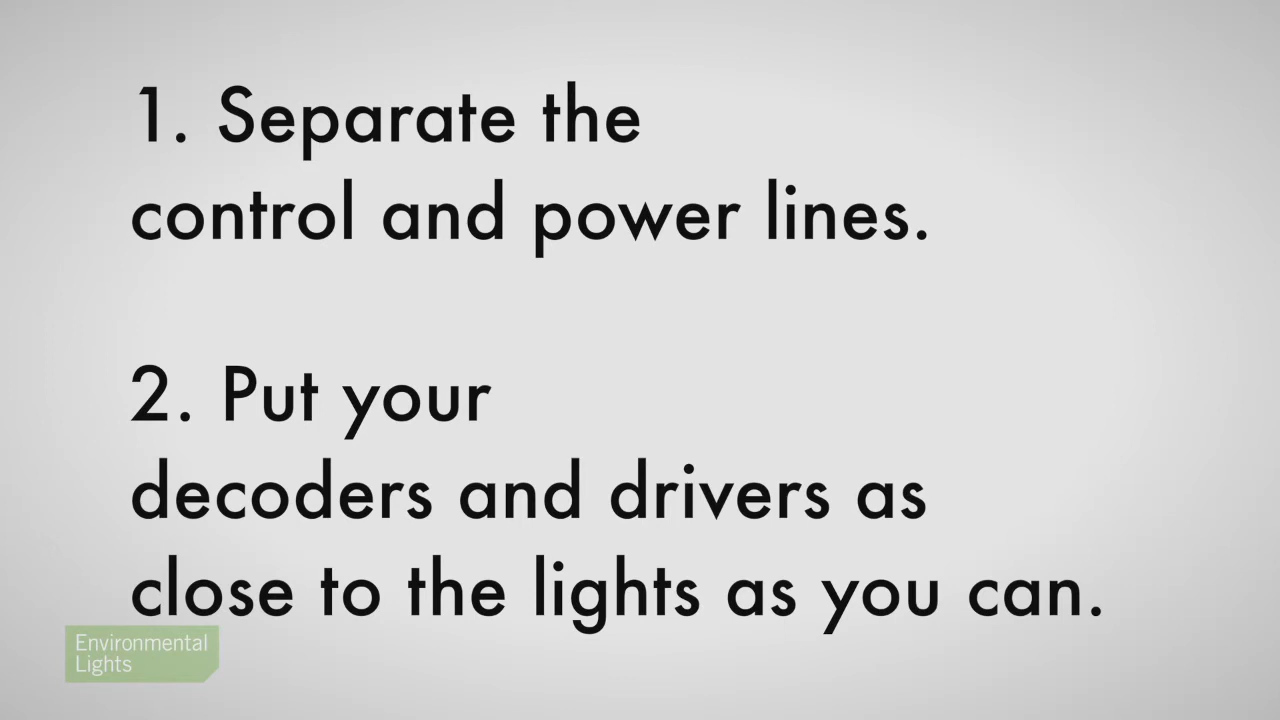 1. Separate the
control and power lines.
2. Put your
decoders and drivers as
close to the lights as you can.
Environmental
Lights